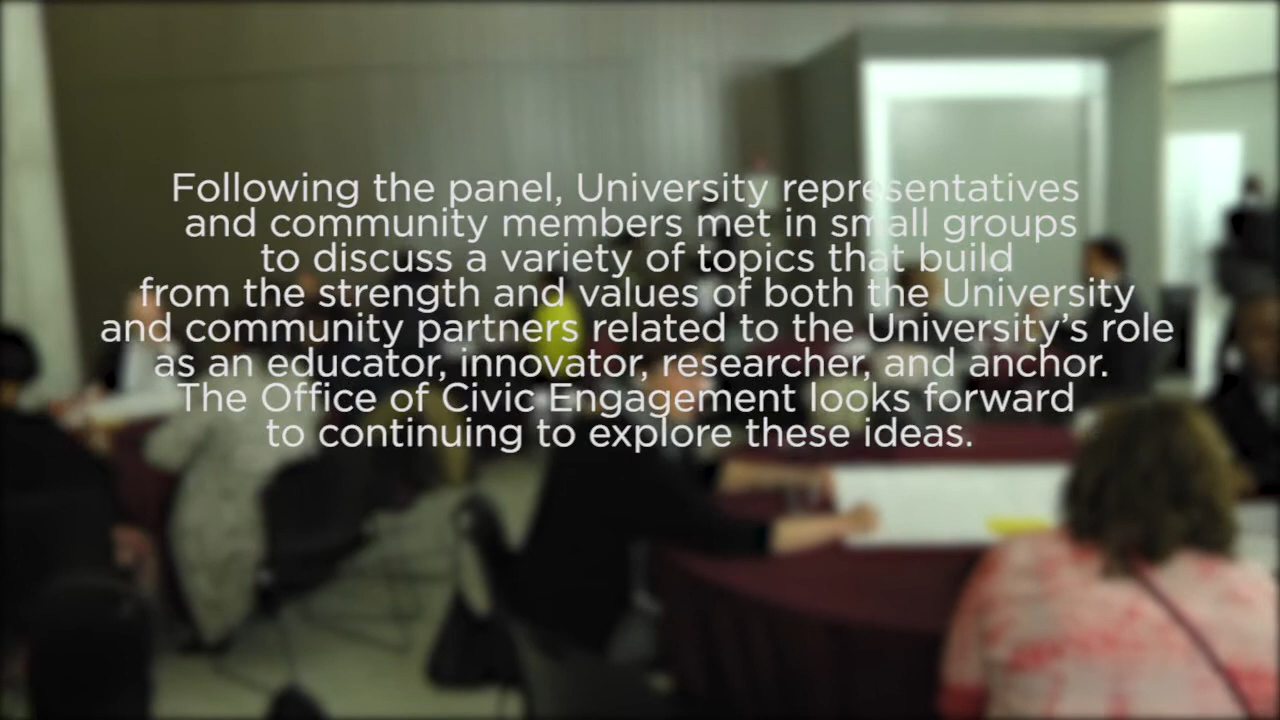 Following the panel, University representatives
and community members met in small groups
to discuss a variety of topics that build
from the strength and values of both the University
and community partners related to the University’s role
as an educator, innovator, researcher, and anchor.
The Office of Civic Engagement looks forward
to continuing to explore these ideas.